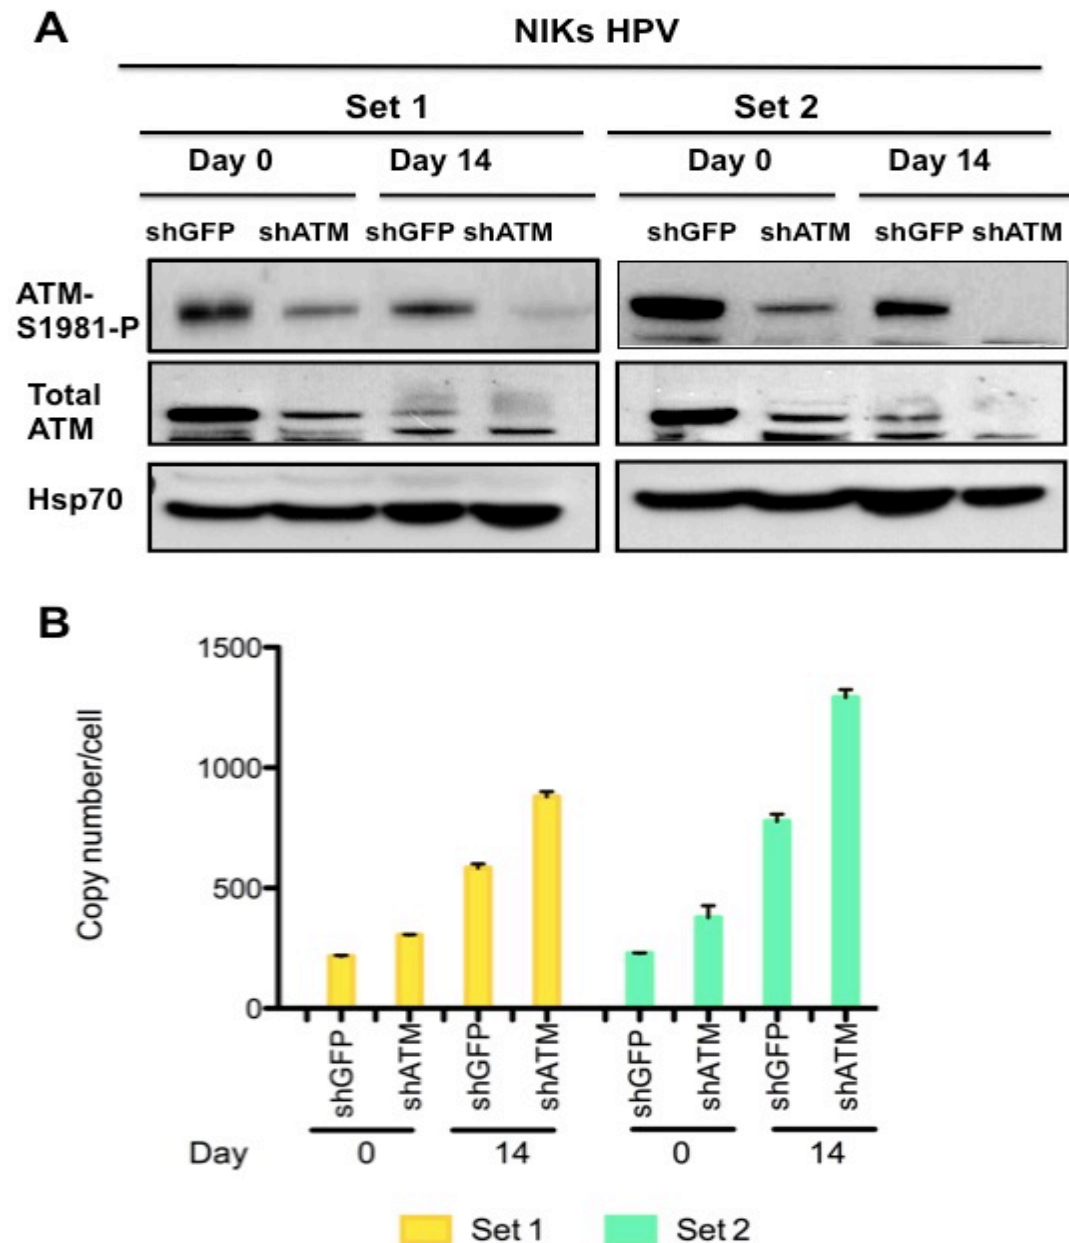 A
NIKs HPV
Set 1 Set 2
Day 0 Day 14 Day 0 Day 14
shGFP shATM shGFP shATM shGFP shATM shGFP shATM
ATM-
S1981-P
Total
ATM
Hsp70
B
Copy number/cell
1500
1000
500
0
shGFP shATM shGFP shATM shGFP shATM shGFP shATM
Day 0 14 0 14
Set 1 Set 2